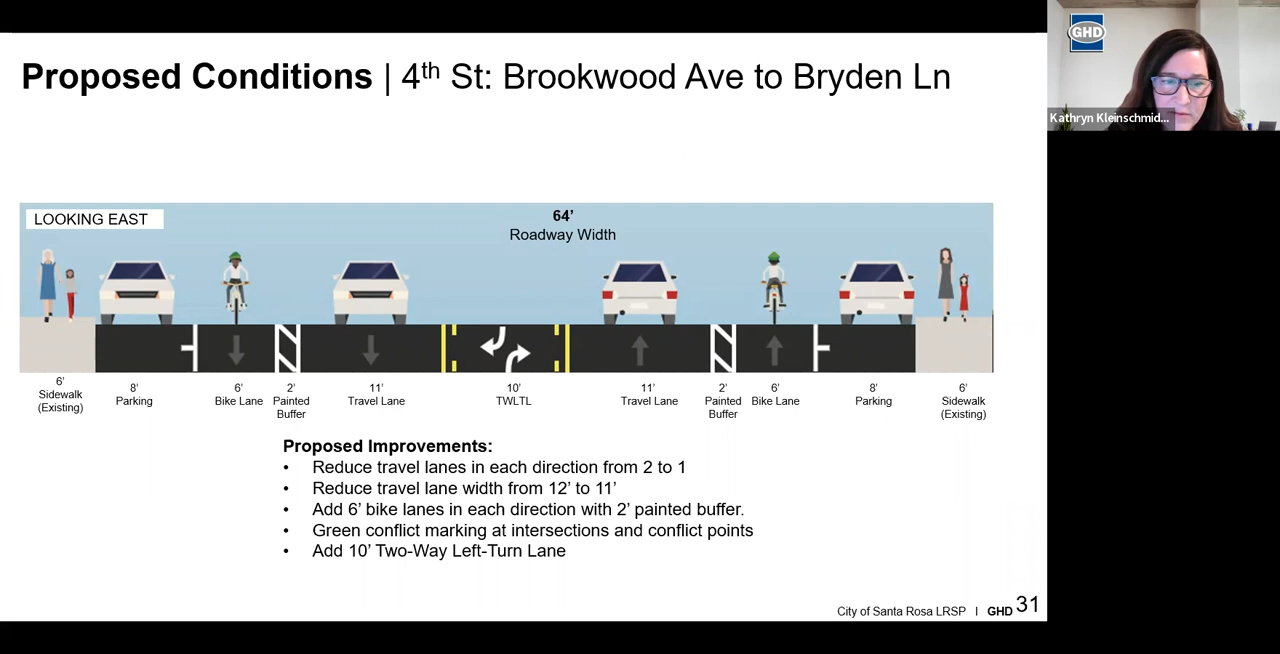 Proposed Conditions | 4th St: Brookwood Ave to Bryden Ln
GHD
Kathryn Kleinschmid...
LOOKING EAST
64'
Roadway Width
6'
Sidewalk
(Existing)
8'
Parking
6'
Bike Lane
2'
Painted
Buffer
11'
Travel Lane
10'
TWLTL
11'
Travel Lane
2'
Painted
Buffer
6'
Bike Lane
8'
Parking
6'
Sidewalk
(Existing)
Proposed Improvements:
• Reduce travel lanes in each direction from 2 to 1
• Reduce travel lane width from 12' to 11'
• Add 6' bike lanes in each direction with 2' painted buffer.
• Green conflict marking at intersections and conflict points
• Add 10' Two-Way Left-Turn Lane
City of Santa Rosa LRSP | GHD 31